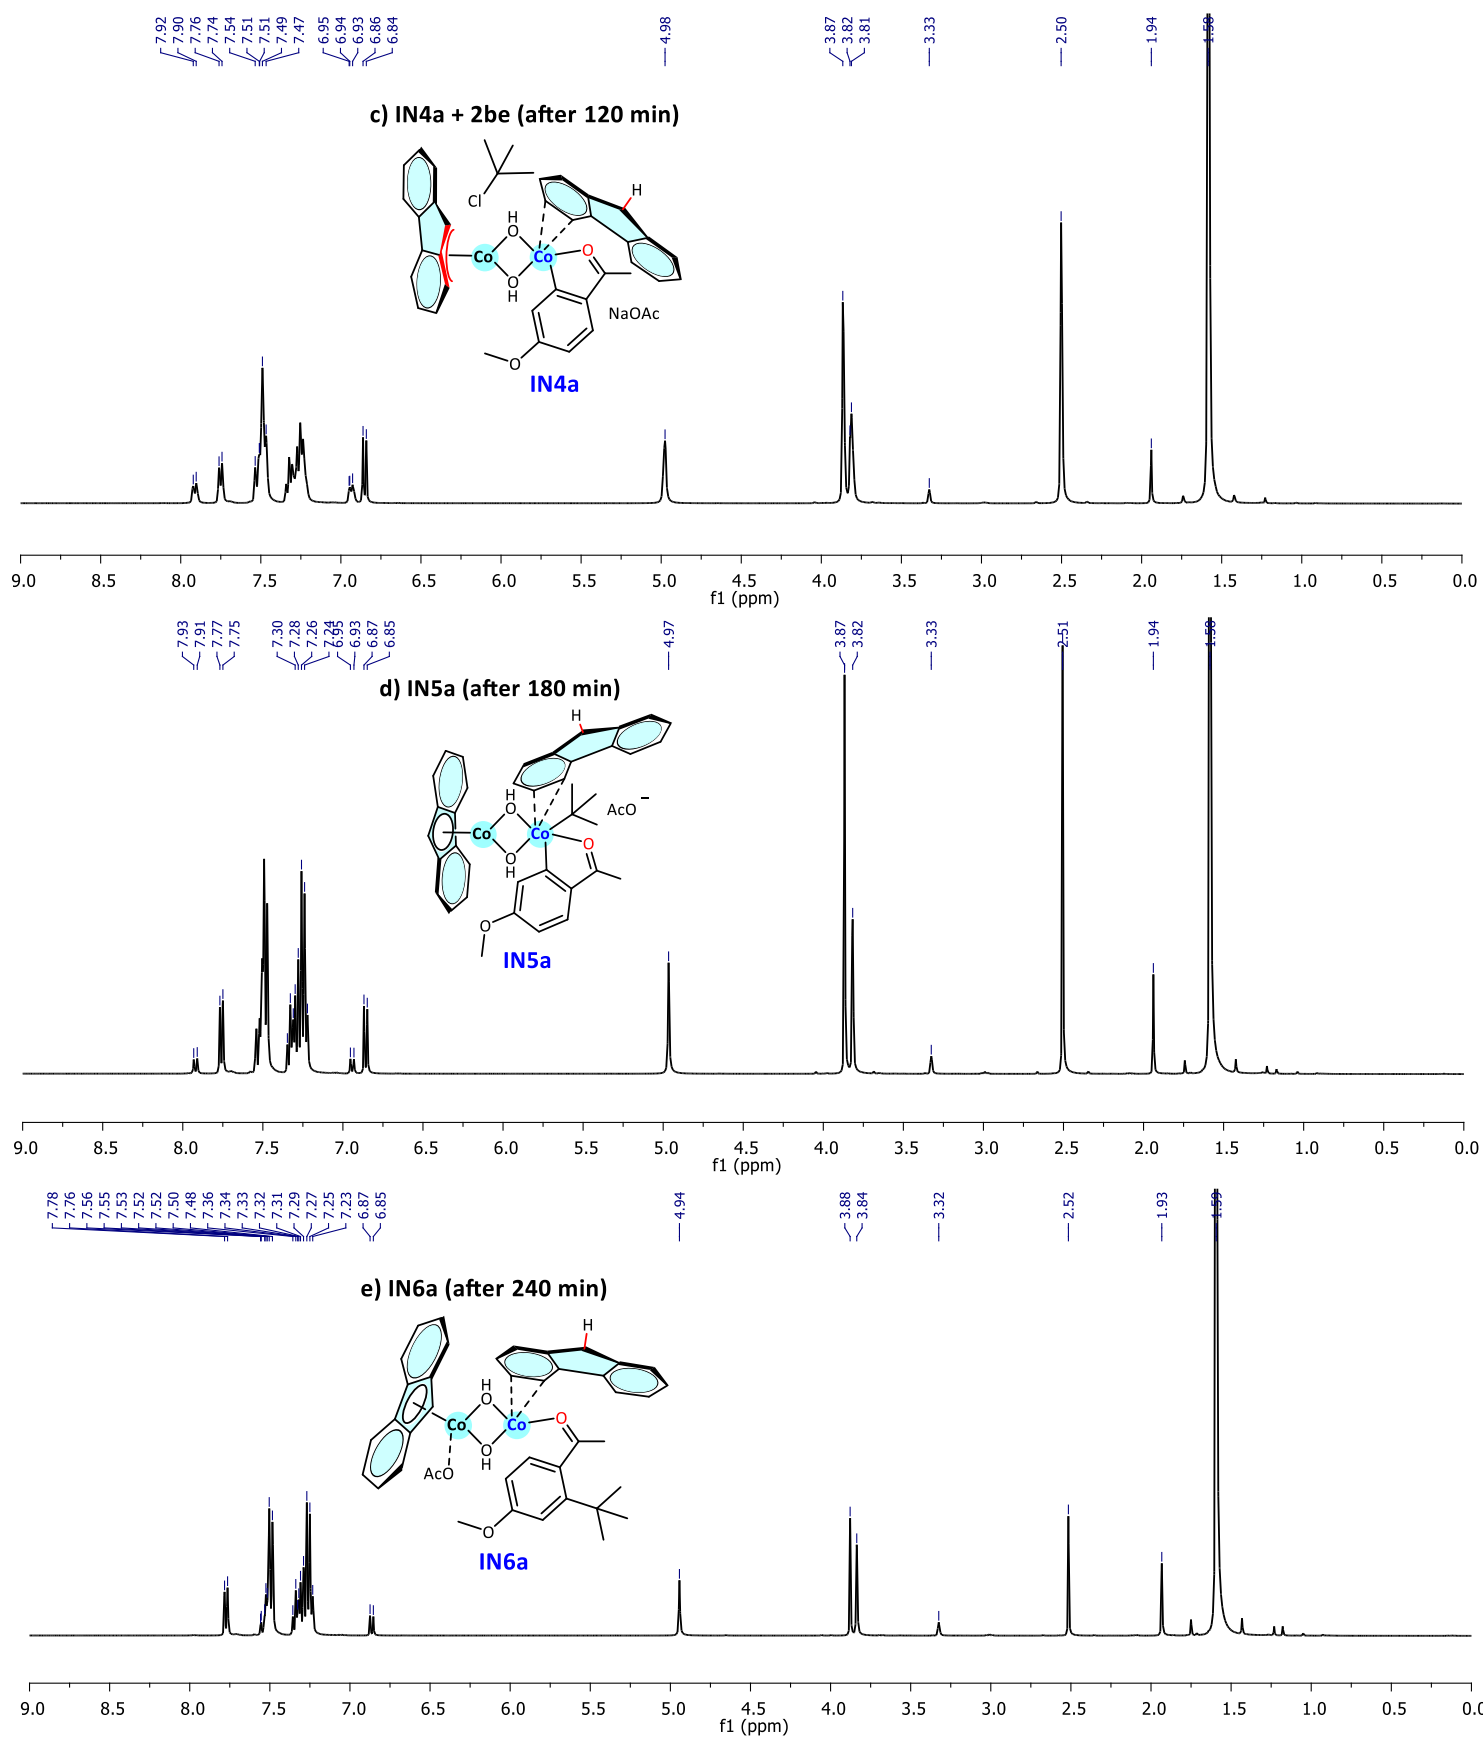 7.92 7.90 7.76 7.74 7.54 7.51 7.51 7.49 7.47 6.95 6.94 6.93 6.86 6.84 4.98 3.87 3.82 3.81 3.33 2.50 1.94 1.58
c) IN4a + 2be (after 120 min)
Cl
H
H
O
Co
Co
O
O
H
NaOAc
O
IN4a
9.0 8.5 8.0 7.5 7.0 6.5 6.0 5.5 5.0 4.5 4.0 3.5 3.0 2.5 2.0 1.5 1.0 0.5 0.0
f1 (ppm)
7.93 7.91 7.77 7.75 7.30 7.28 7.26 7.24 6.95 6.93 6.87 6.85 4.97 3.87 3.82 3.33 2.51 1.94 1.58
d) IN5a (after 180 min)
H
H
O
AcO −
Co
Co
O
O
H
O
IN5a
9.0 8.5 8.0 7.5 7.0 6.5 6.0 5.5 5.0 4.5 4.0 3.5 3.0 2.5 2.0 1.5 1.0 0.5 0.0
f1 (ppm)
7.78 7.76 7.56 7.55 7.53 7.52 7.52 7.50 7.48 7.36 7.34 7.33 7.32 7.31 7.29 7.27 7.25 7.23 6.87 6.85 4.94 3.88 3.84 3.32 2.52 1.93 1.59
e) IN6a (after 240 min)
H
H
O
Co
Co
O
O
H
AcO
O
IN6a
9.0 8.5 8.0 7.5 7.0 6.5 6.0 5.5 5.0 4.5 4.0 3.5 3.0 2.5 2.0 1.5 1.0 0.5 0.0
f1 (ppm)